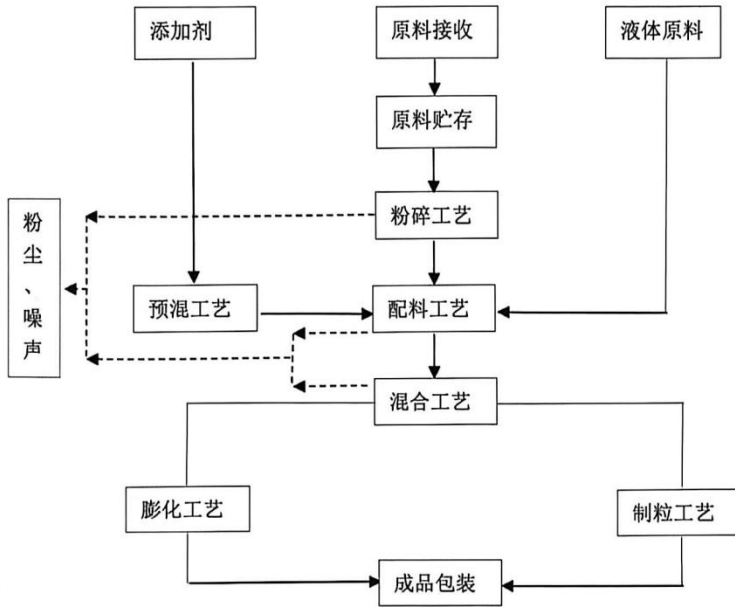 添加剂
原料接收
液体原料
原料贮存
粉碎工艺
粉尘、噪声
预混工艺
配料工艺
混合工艺
膨化工艺
制粒工艺
成品包装